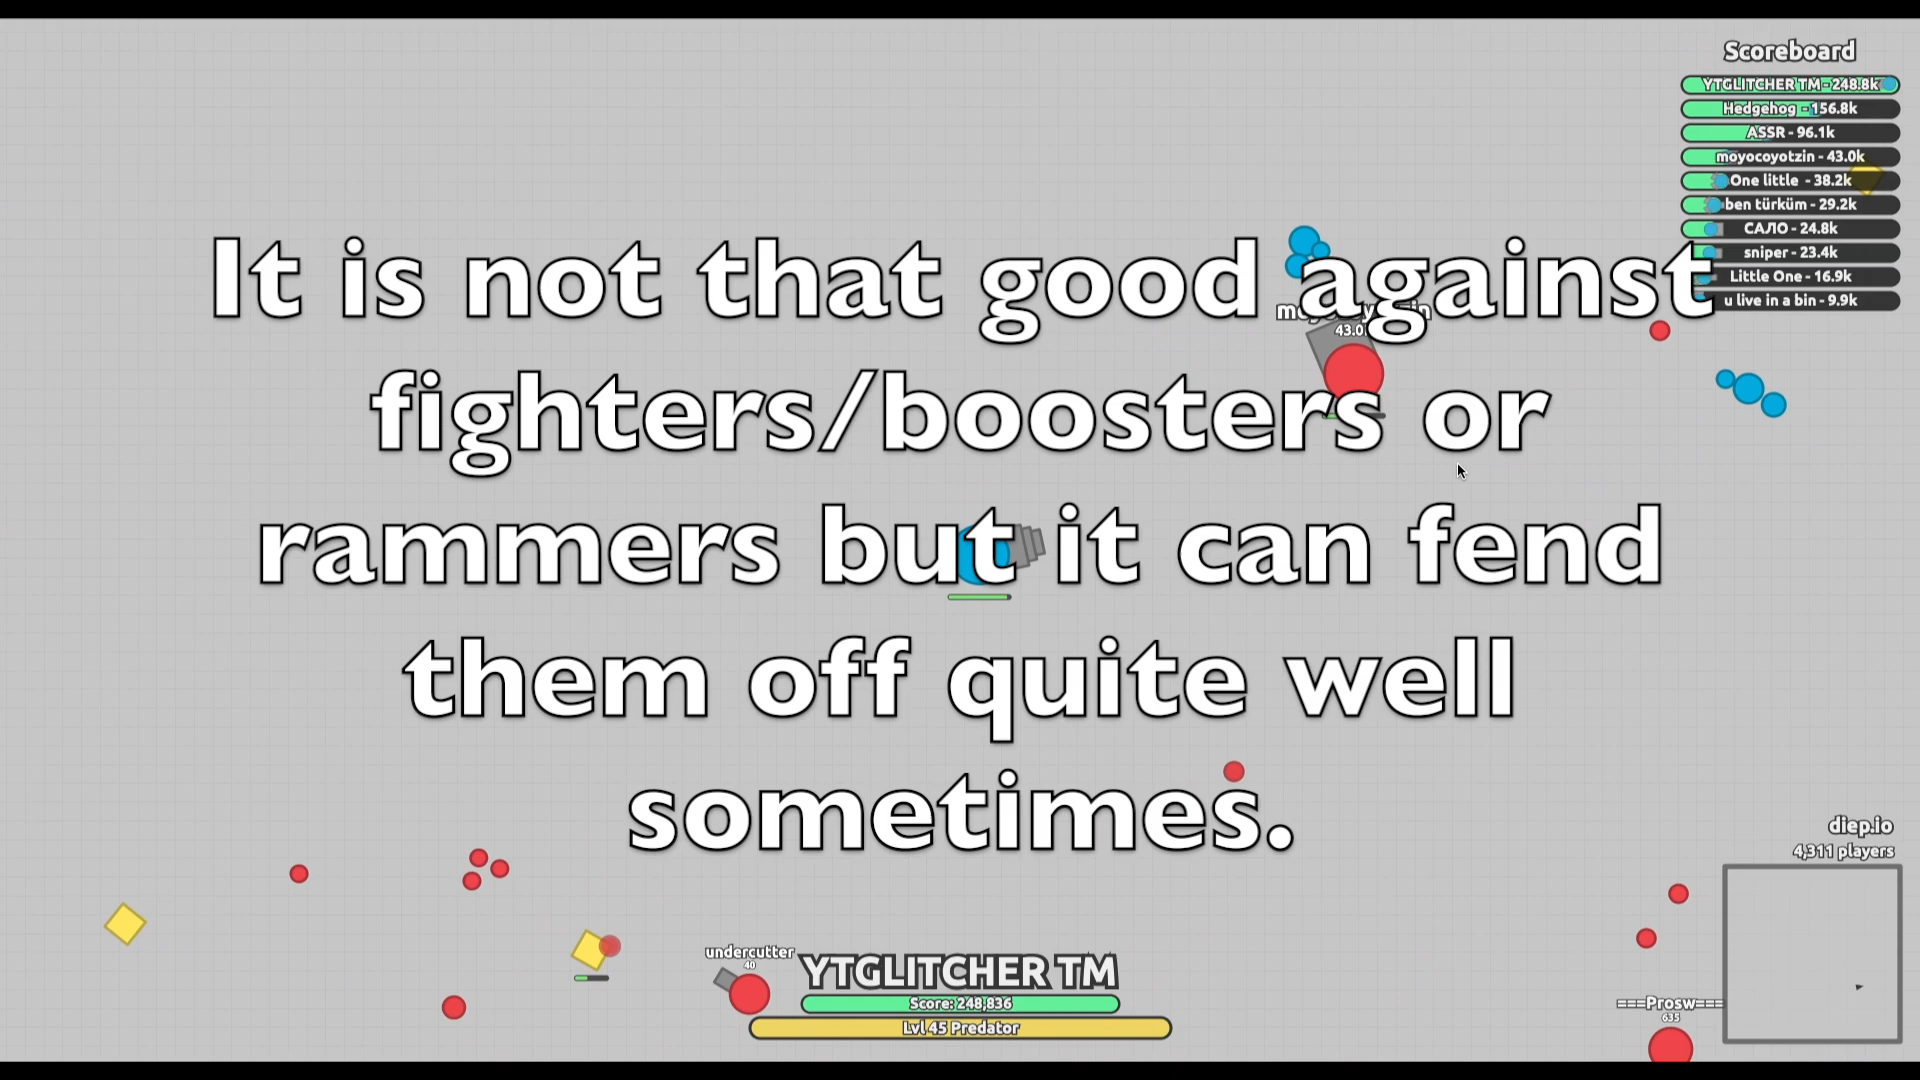 Scoreboard
YTGLITCHER TM - 248.8k
Hedgehog - 156.8k
ASSR - 96.1k
moyocoyotzin - 43.0k
One little - 38.2k
ben türküm - 29.2k
САЛО - 24.8k
sniper - 23.4k
Little One - 16.9k
u live in a bin - 9.9k
It is not that good against
fighters/boosters or
rammers but it can fend
them off quite well
sometimes.
diep.io
4,311 players
undercutter
40
YTGLITCHER TM
Score: 248,836
Lvl 45 Predator
===Prosw===
635